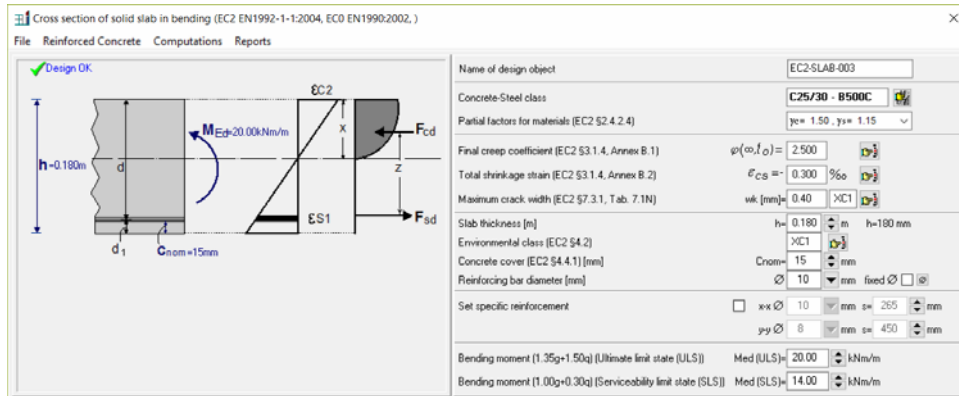 Cross section of solid slab in bending (EC2 EN1992-1-1:2004, EC0 EN1990:2002, )
File Reinforced Concrete Computations Reports
Design OK
εC2
MEd=20.00kNm/m
x
Fcd
h=0.180m
d
z
εS1
Fsd
d1
Cnom=15mm
Name of design object EC2-SLAB-003
Concrete-Steel class C25/30 - B500C
Partial factors for materials (EC2 §2.4.2.4) γc= 1.50 , γs= 1.15
Final creep coefficient (EC2 §3.1.4, Annex B.1) φ(∞,to)= 2.500
Total shrinkage strain (EC2 §3.1.4, Annex B.2) εcs =- 0.300 ‰
Maximum crack width (EC2 §7.3.1, Tab. 7.1N) wk [mm]= 0.40 XC1
Slab thickness [m] h= 0.180 m h=180 mm
Environmental class (EC2 §4.2) XC1
Concrete cover (EC2 §4.4.1) [mm] Cnom= 15 mm
Reinforcing bar diameter [mm] Ø 10 mm fixed Ø Ø
Set specific reinforcement x-x Ø 10 mm s= 265 mm
y-y Ø 8 mm s= 450 mm
Bending moment (1.35g+1.50q) (Ultimate limit state (ULS)) Med (ULS)= 20.00 kNm/m
Bending moment (1.00g+0.30q) (Serviceability limit state (SLS)) Med (SLS)= 14.00 kNm/m